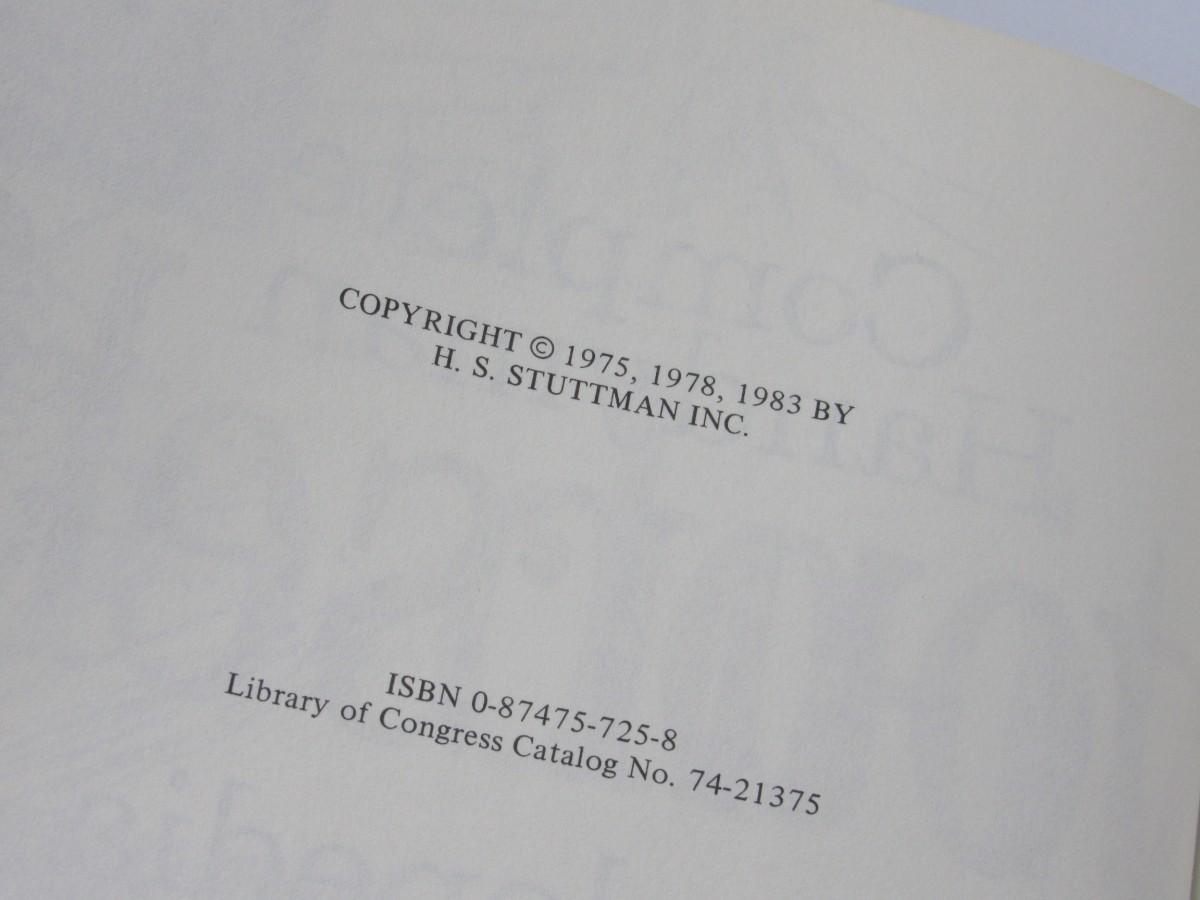 COPYRIGHT © 1975, 1978, 1983 BY
H. S. STUTTMAN INC.
ISBN 0-87475-725-8
Library of Congress Catalog No. 74-21375